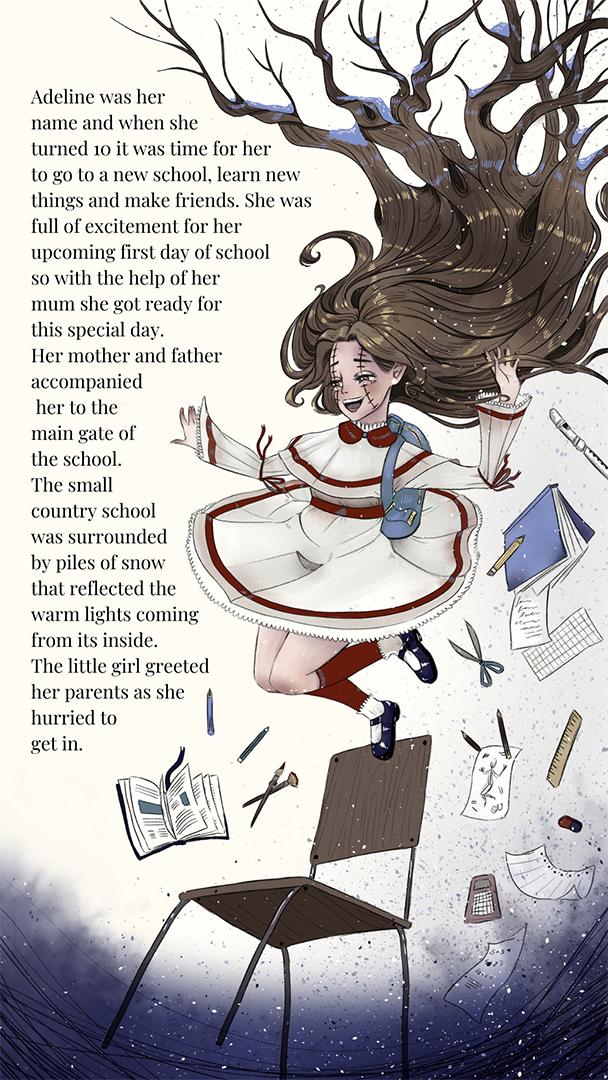 Adeline was her
name and when she
turned 10 it was time for her
to go to a new school, learn new
things and make friends. She was
full of excitement for her
upcoming first day of school
so with the help of her
mum she got ready for
this special day.
Her mother and father
accompanied
her to the
main gate of
the school.
The small
country school
was surrounded
by piles of snow
that reflected the
warm lights coming
from its inside.
The little girl greeted
her parents as she
hurried to
get in.